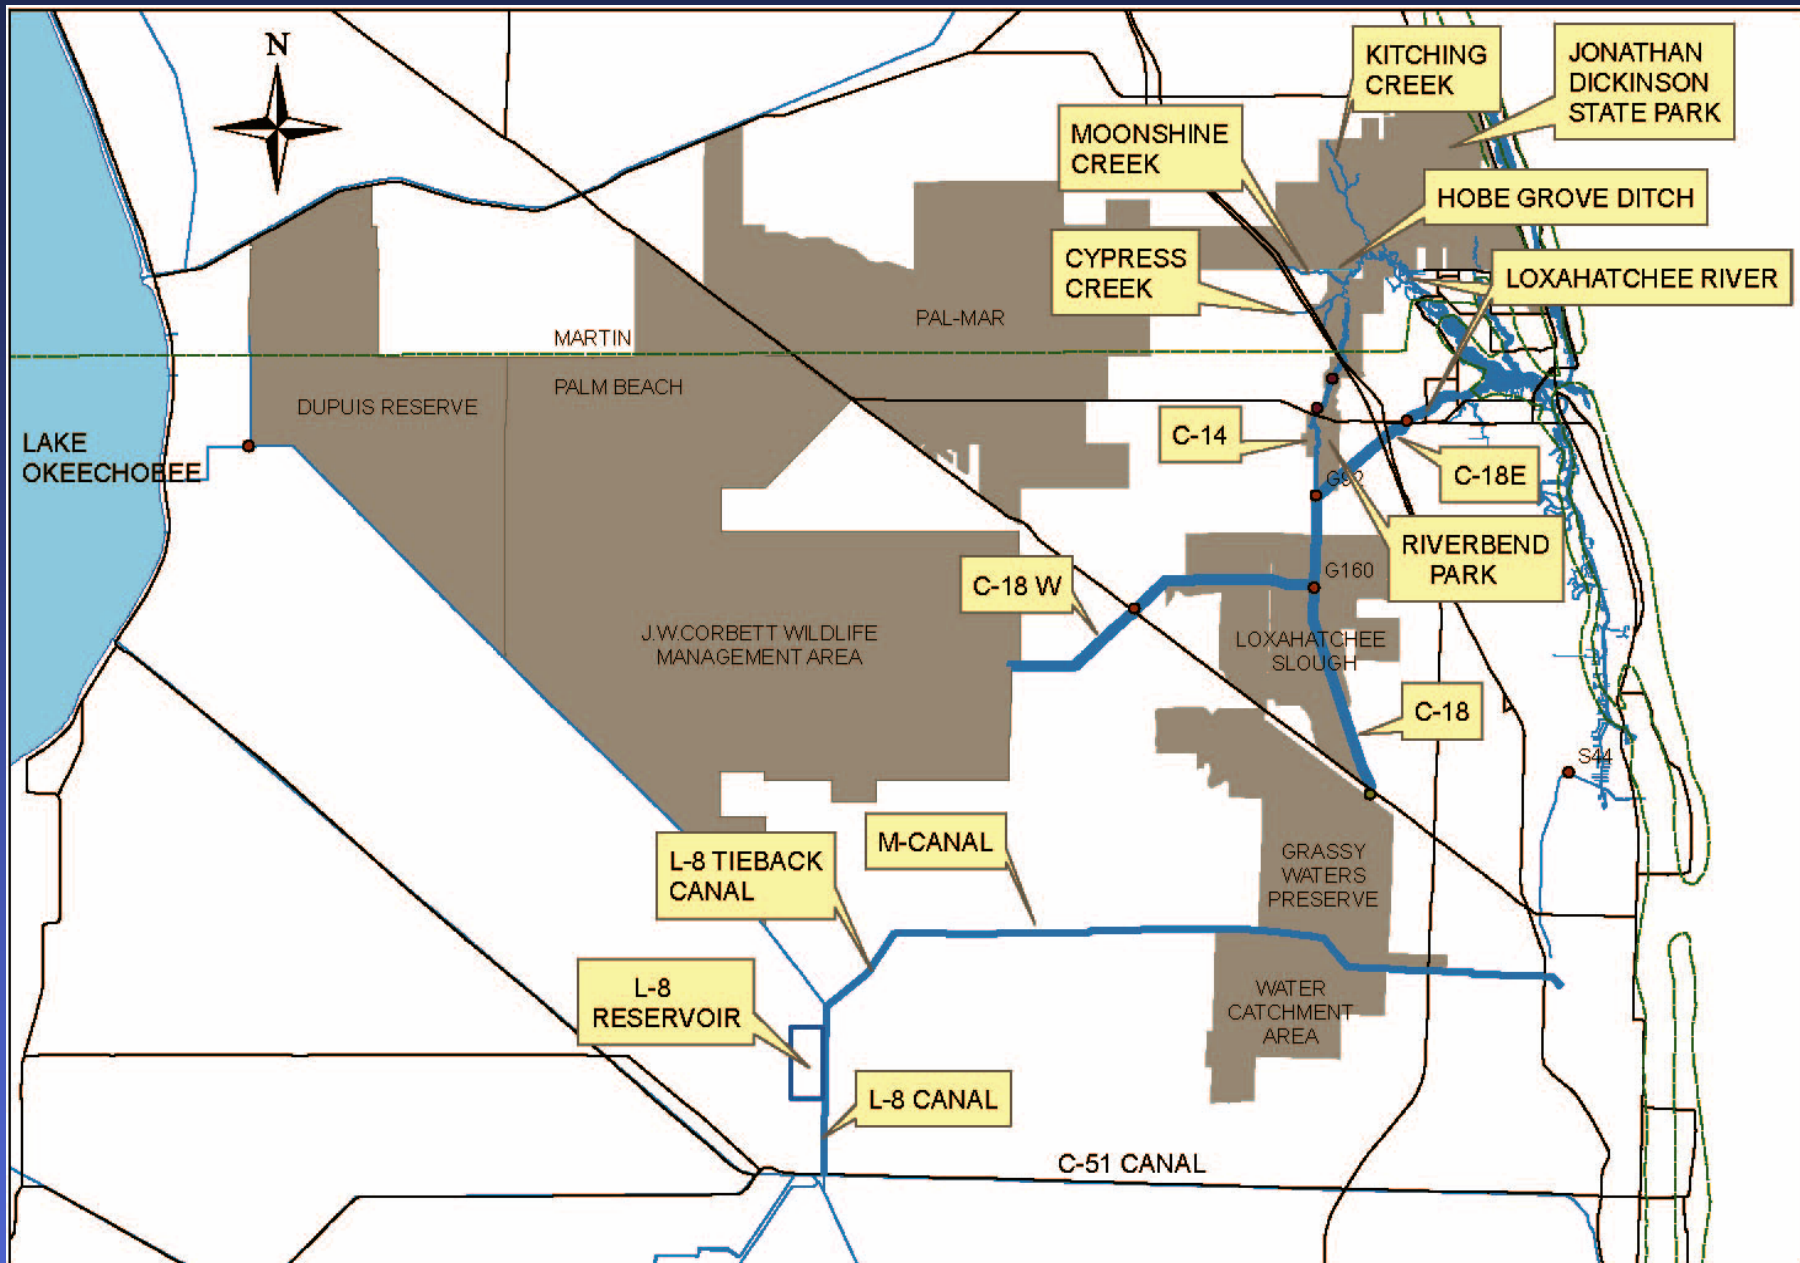 N
KITCHING
CREEK
JONATHAN
DICKINSON
STATE PARK
MOONSHINE
CREEK
HOBE GROVE DITCH
CYPRESS
CREEK
LOXAHATCHEE RIVER
PAL-MAR
MARTIN
PALM BEACH
DUPUIS RESERVE
LAKE
OKEECHOBEE
C-14
C-18E
G92
RIVERBEND
PARK
C-18 W
G160
J.W.CORBETT WILDLIFE
MANAGEMENT AREA
LOXAHATCHEE
SLOUGH
C-18
S44
M-CANAL
L-8 TIEBACK
CANAL
GRASSY
WATERS
PRESERVE
L-8
RESERVOIR
WATER
CATCHMENT
AREA
L-8 CANAL
C-51 CANAL